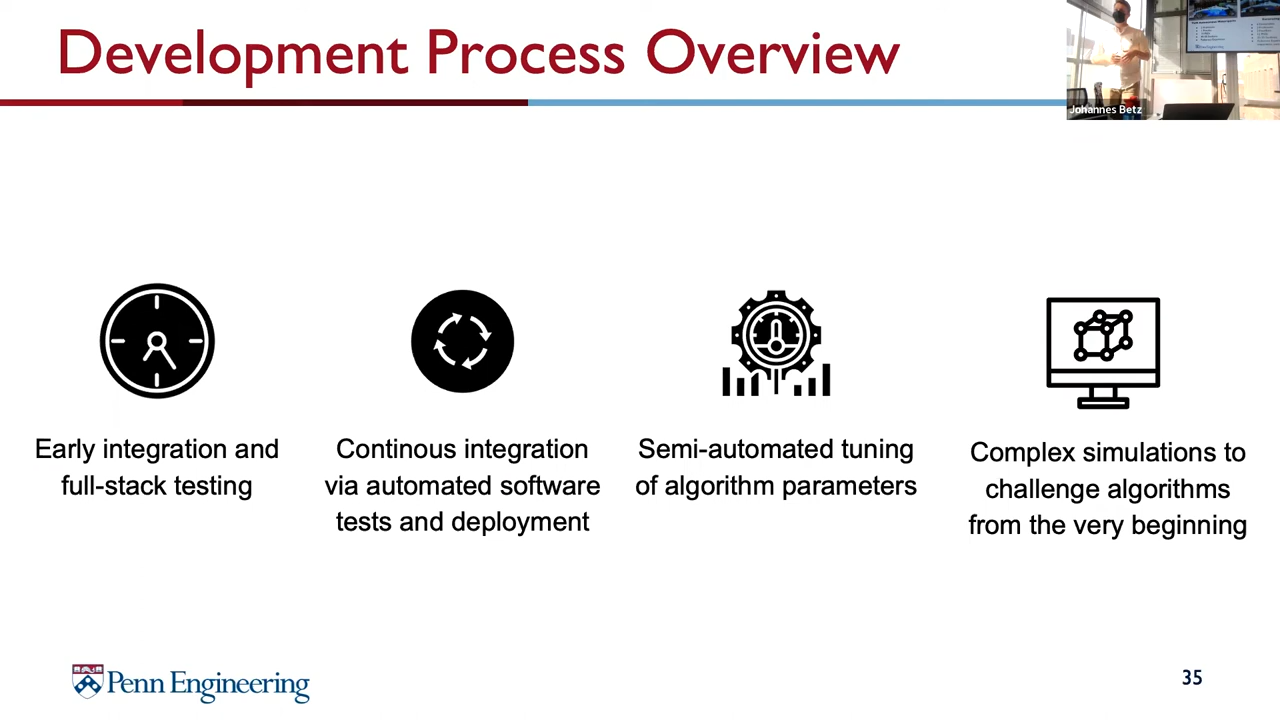 Development Process Overview
Johannes Betz
Early integration and
full-stack testing
Continous integration
via automated software
tests and deployment
Semi-automated tuning
of algorithm parameters
Complex simulations to
challenge algorithms
from the very beginning
Penn Engineering
35